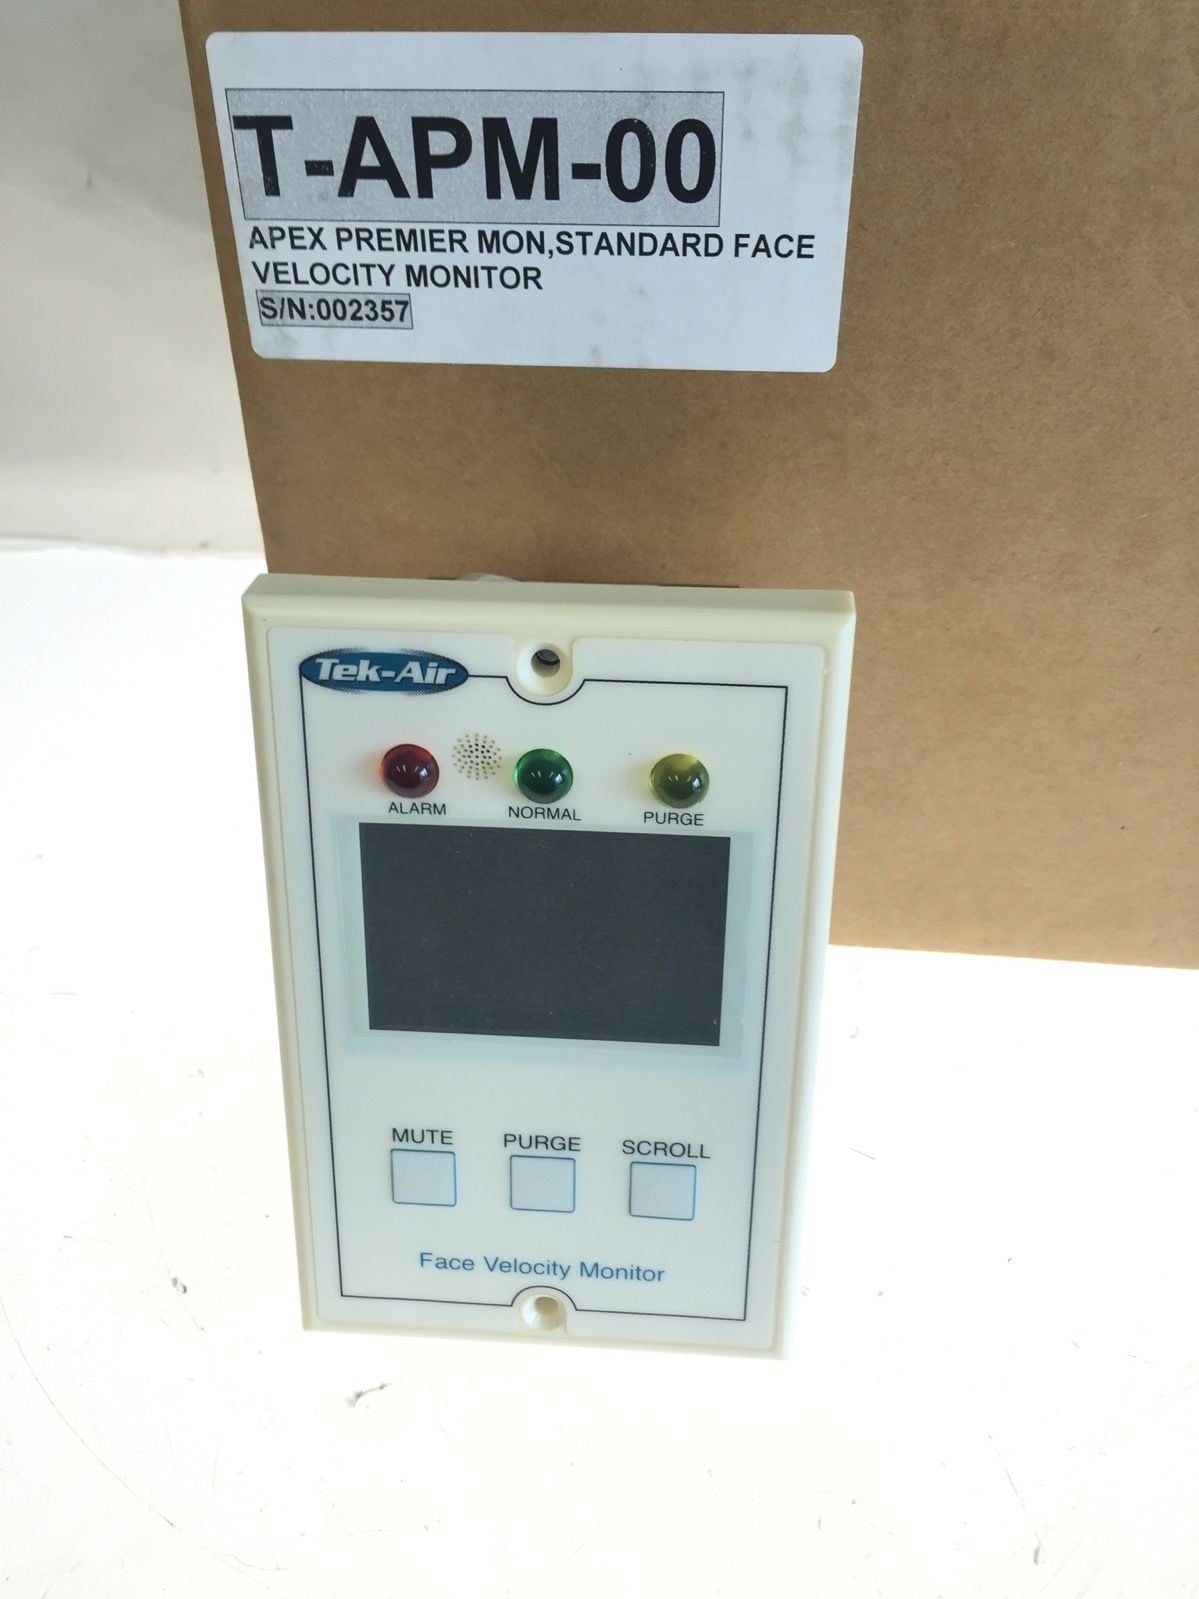 T-APM-00
APEX PREMIER MON,STANDARD FACE
VELOCITY MONITOR
S/N:002357
Tek-Air
ALARM
NORMAL
PURGE
MUTE
PURGE
SCROLL
Face Velocity Monitor